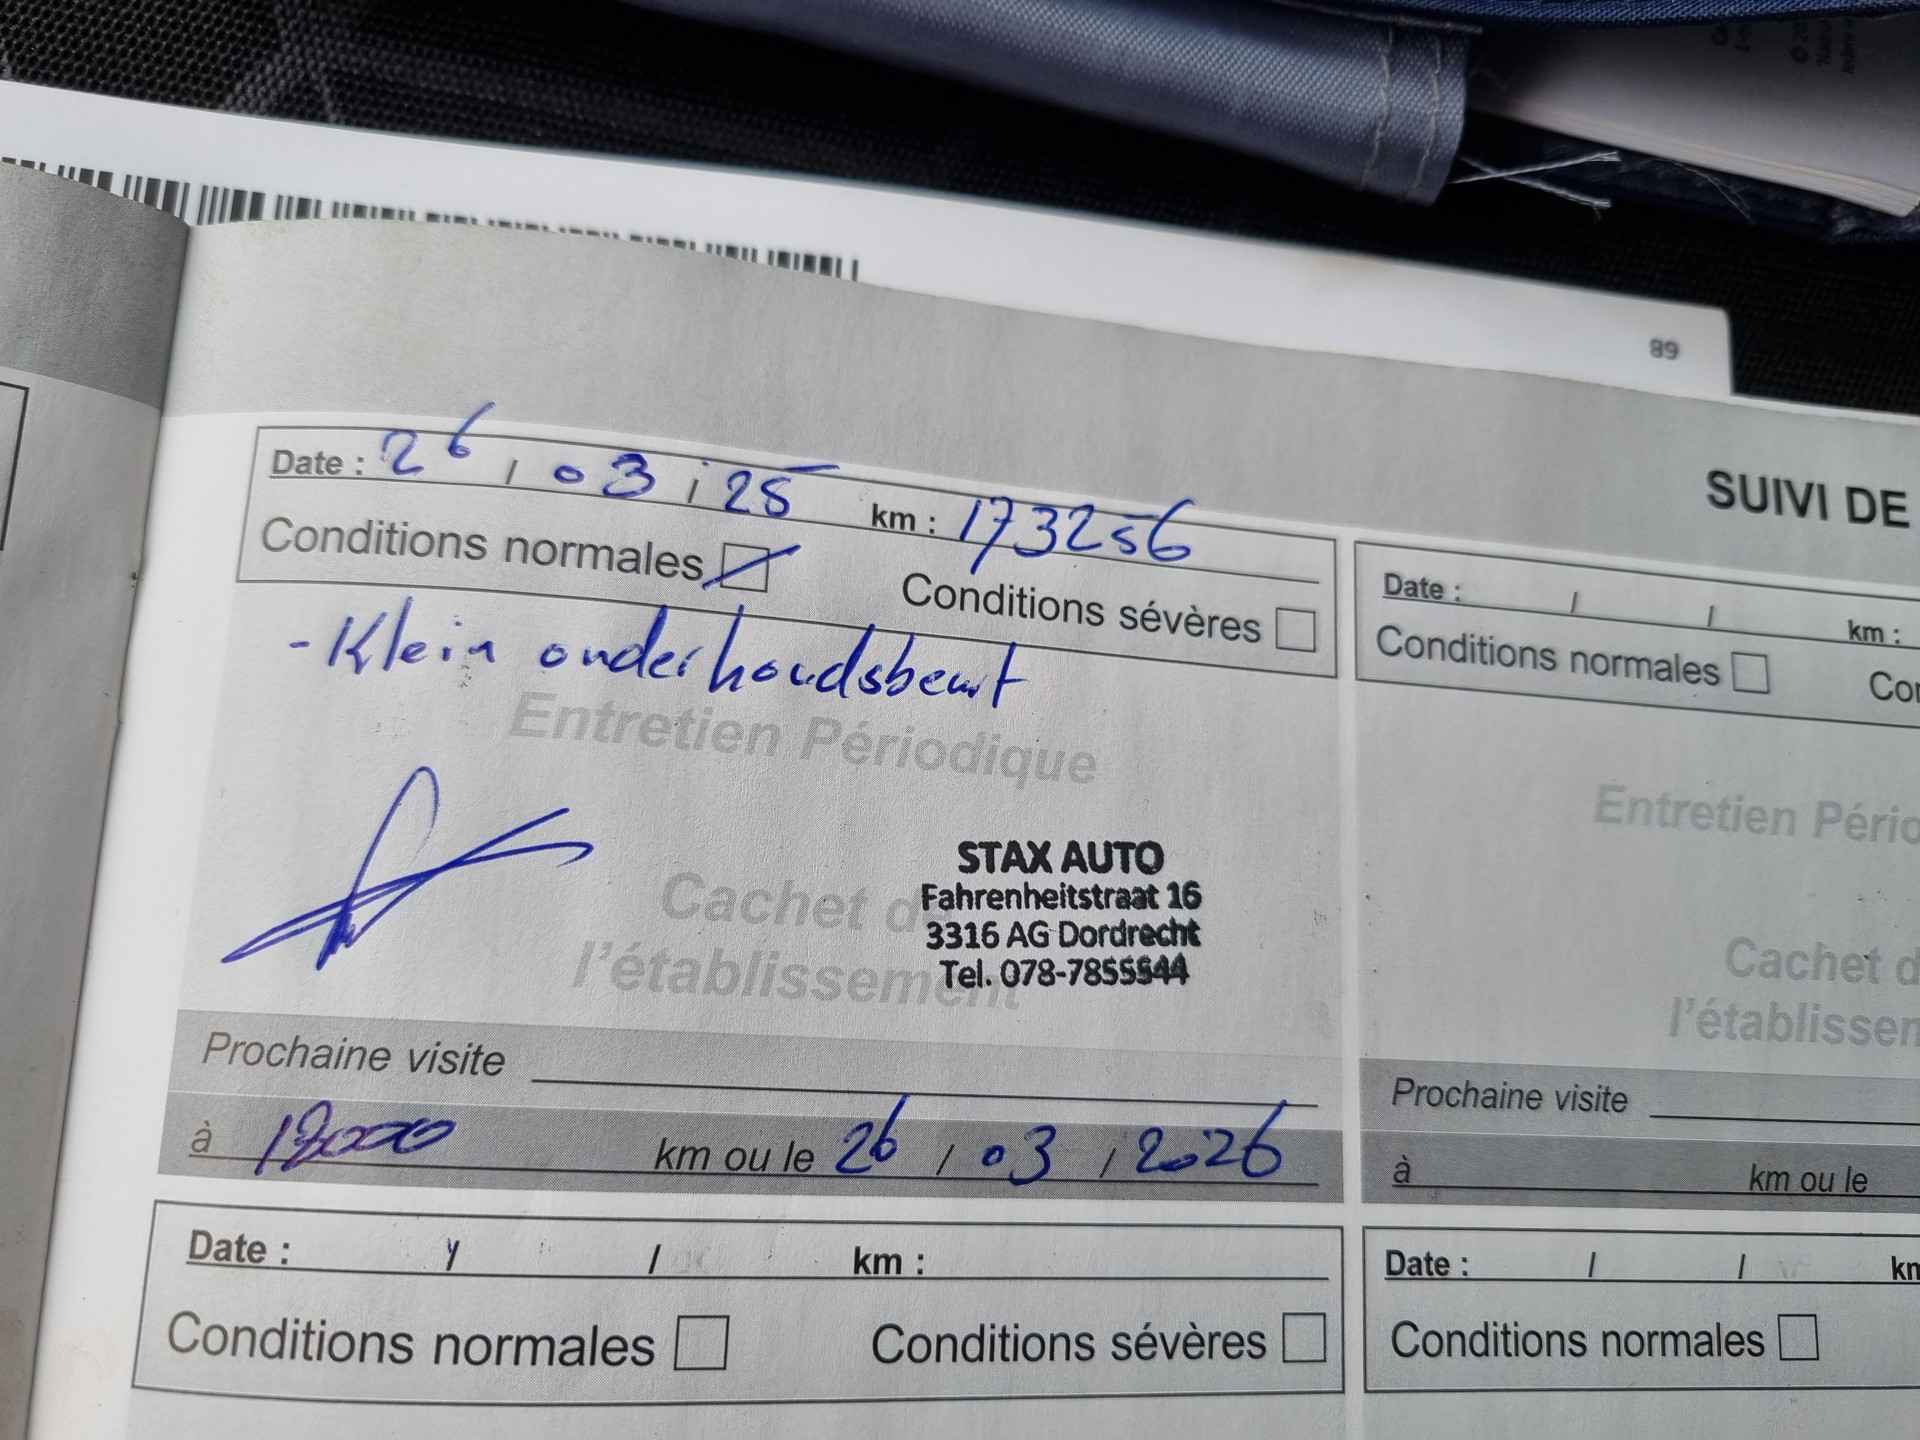 89
SUIVI DE
Date : 26 / 03 / 25 km : 173256
Conditions normales Conditions sévères
- Klein onderhoudsbeurt
Entretien Périodique
Cachet de
l'établissement
STAX AUTO
Fahrenheitstraat 16
3316 AG Dordrecht
Tel. 078-7855544
Prochaine visite
à km ou le 26 / 03 / 2026
Date : / / km :
Conditions normales Conditions sévères
Date : / / km :
Conditions normales Con
Entretien Pério
Cachet d
l'établissem
Prochaine visite
à km ou le
Date : / / km
Conditions normales